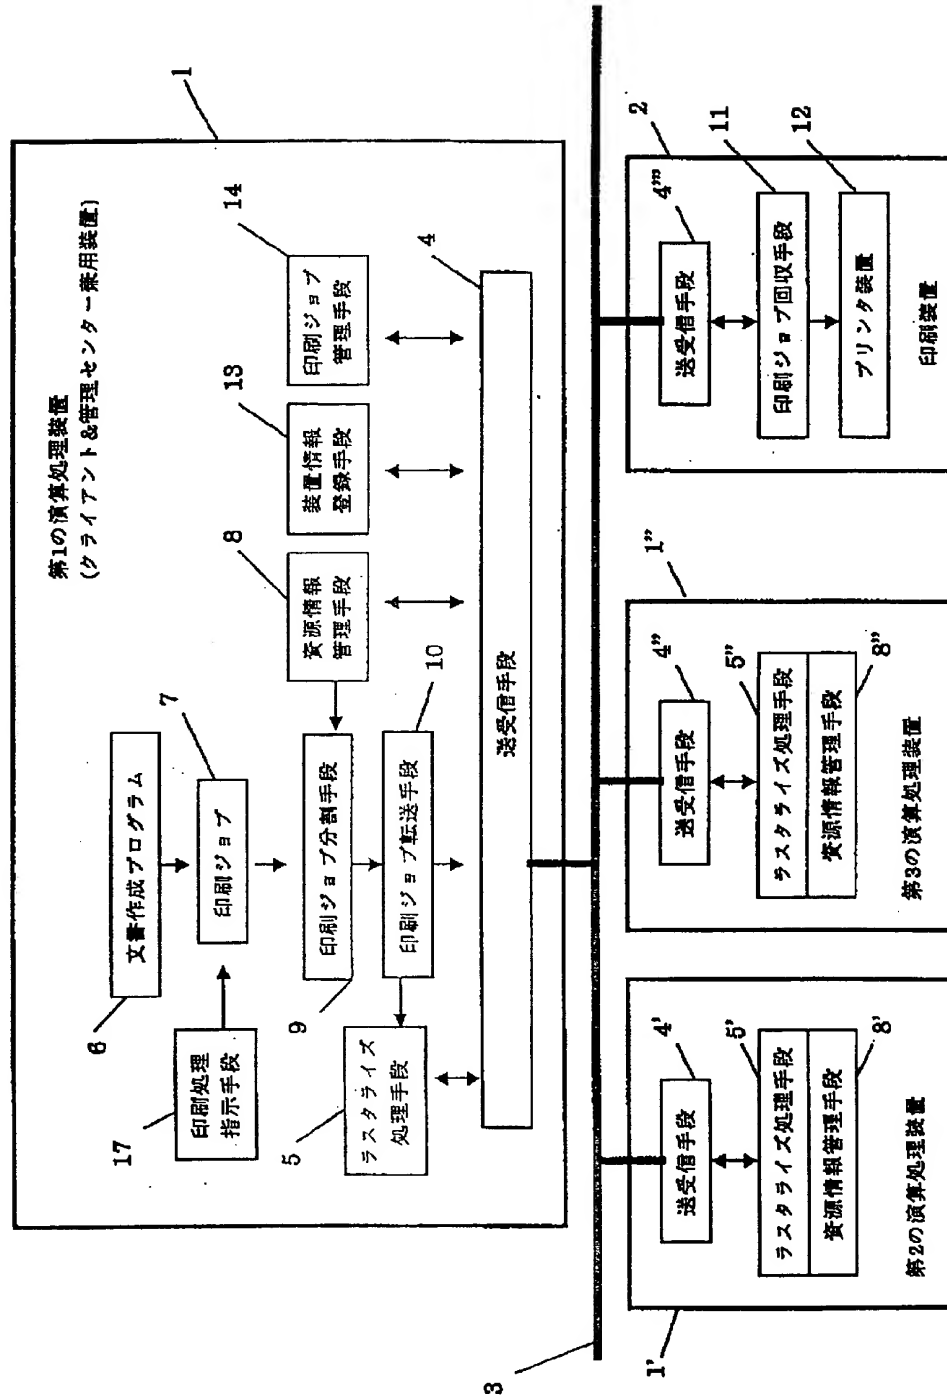 1
第1の演算処理装置
(クライアント&管理センター兼用装置)
6
文書作成プログラム
17
印刷処理
指示手段
7
印刷ジョブ
8
資源情報
管理手段
13
装置情報
登録手段
14
印刷ジョブ
管理手段
9
印刷ジョブ分割手段
10
印刷ジョブ転送手段
5
ラスタライズ
処理手段
4
送受信手段
3
1'
4'
送受信手段
5'
ラスタライズ処理手段
8'
資源情報管理手段
第2の演算処理装置
1''
4''
送受信手段
5''
ラスタライズ処理手段
8''
資源情報管理手段
第3の演算処理装置
2
4'''
送受信手段
11
印刷ジョブ回収手段
12
プリンタ装置
印刷装置